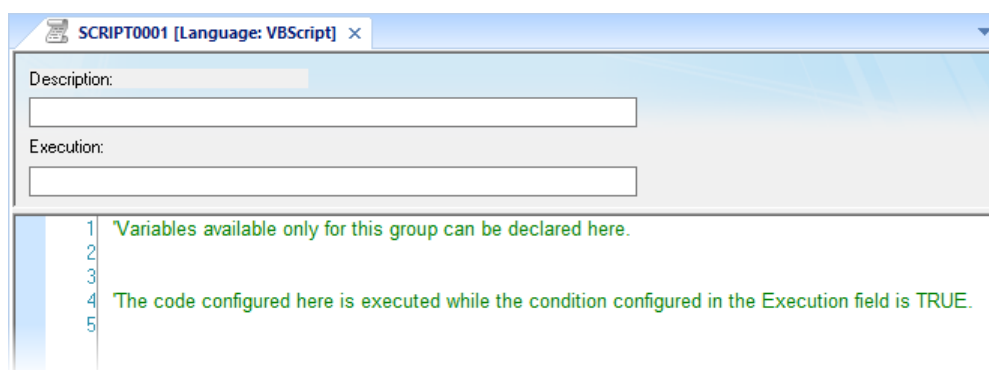 SCRIPT0001 [Language: VBScript] ×
Description:
Execution:
1 'Variables available only for this group can be declared here.
2
3
4 'The code configured here is executed while the condition configured in the Execution field is TRUE.
5